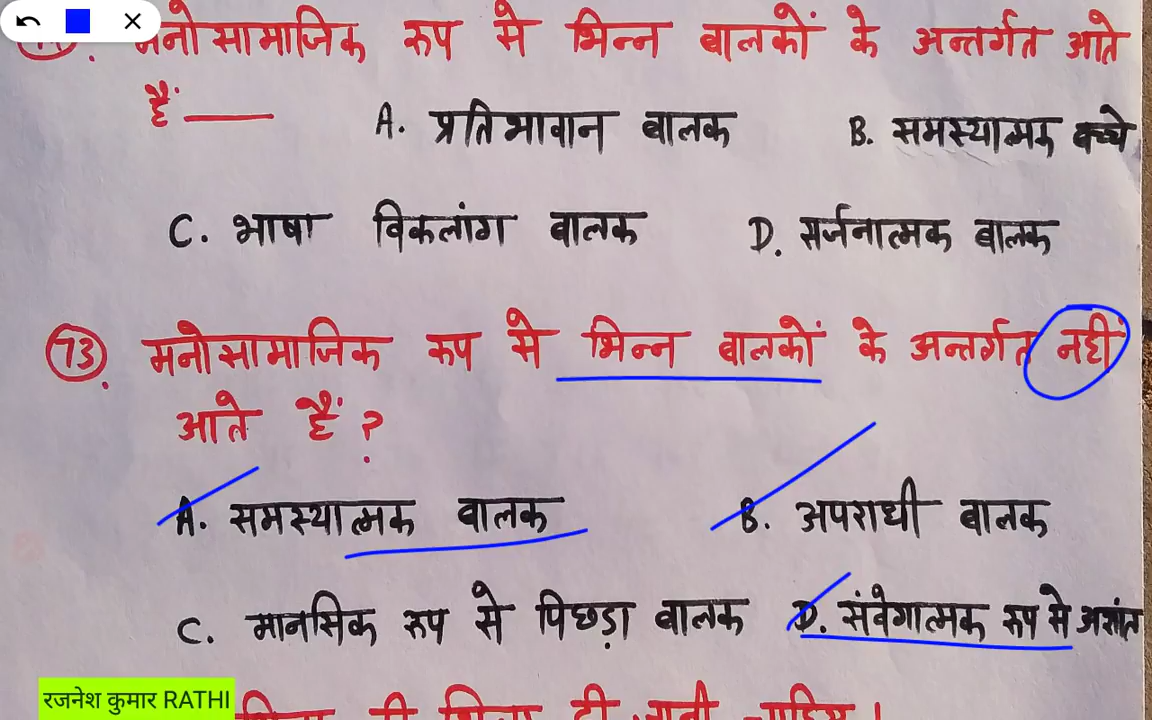 मनोसामाजिक रूप से भिन्न बालकों के अन्तर्गत आते
हैं —— A. प्रतिभावान बालक B. समस्यात्मक बच्चे
C. भाषा विकलांग बालक D. सर्जनात्मक बालक
73. मनोसामाजिक रूप से भिन्न बालकों के अन्तर्गत नहीं
आते हैं ?
A. समस्यात्मक बालक B. अपराधी बालक
C. मानसिक रूप से पिछड़ा बालक D. संवेगात्मक रूप से अशांत
रजनेश कुमार RATHI